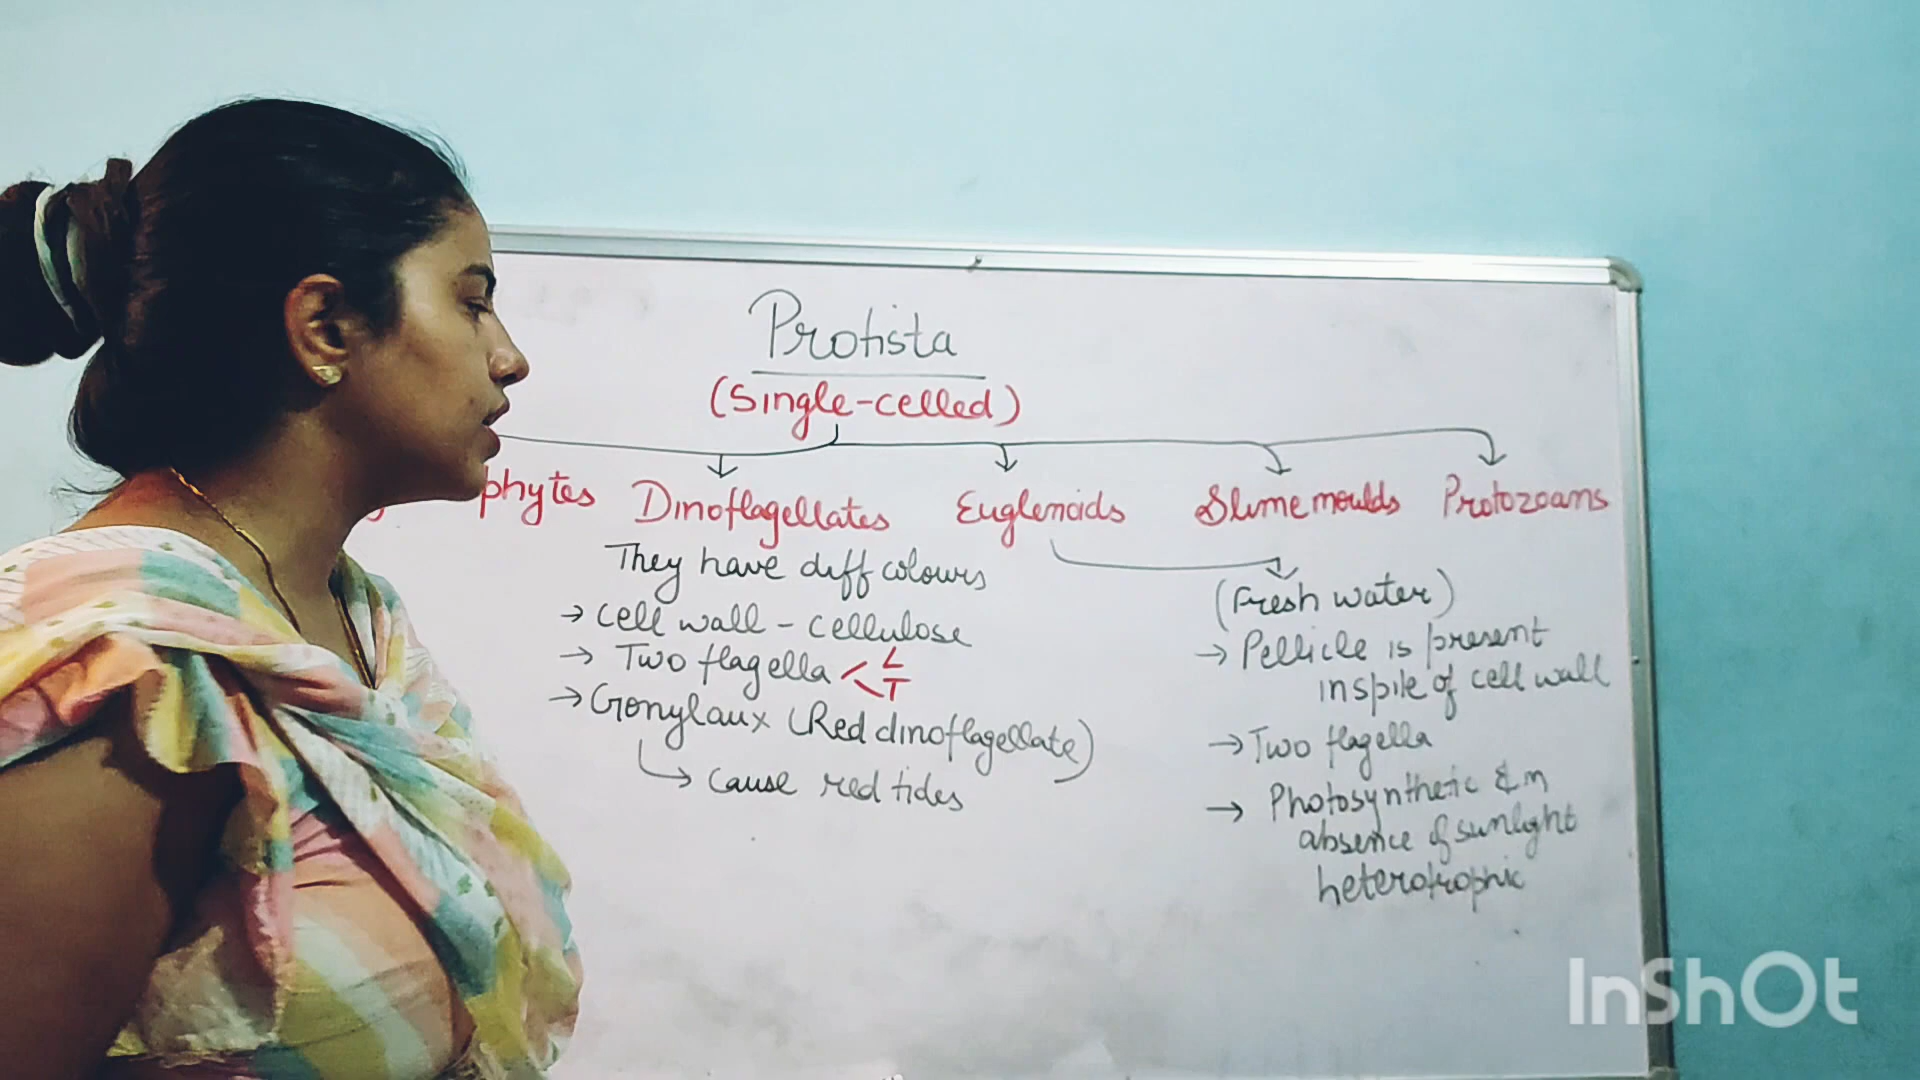 Protista
(Single-celled)
phytes Dinoflagellates Euglenoids Slime moulds Protozoans
They have diff colours
→ Cell wall - cellulose
→ Two flagella < L
T
→ Gonylaux (Red dinoflagellate)
→ cause red tides
(Fresh water)
→ Pellicle is present
inspite of cell wall
→ Two flagella
→ Photosynthetic & in
absence of sunlight
heterotrophic
InShOt